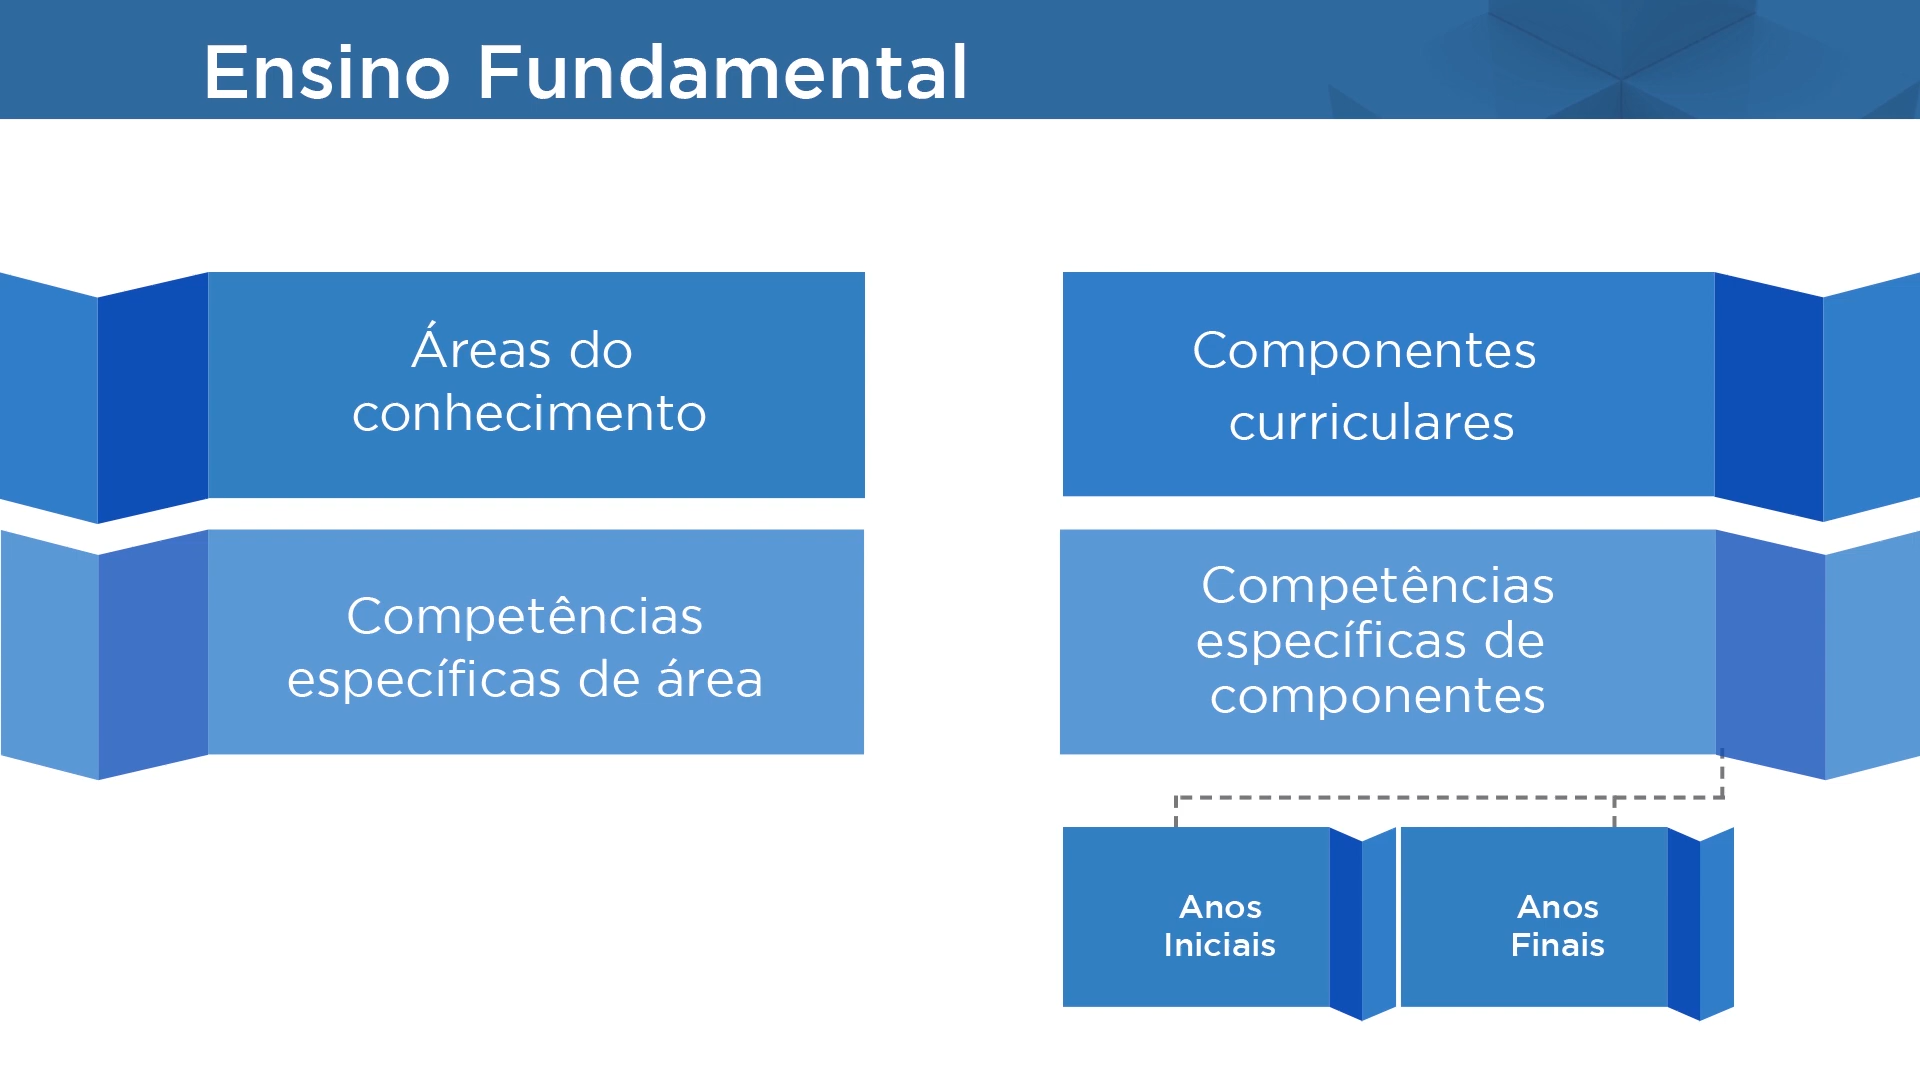 Ensino Fundamental
Áreas do
conhecimento
Componentes
curriculares
Competências
específicas de área
Competências
específicas de
componentes
Anos
Iniciais
Anos
Finais